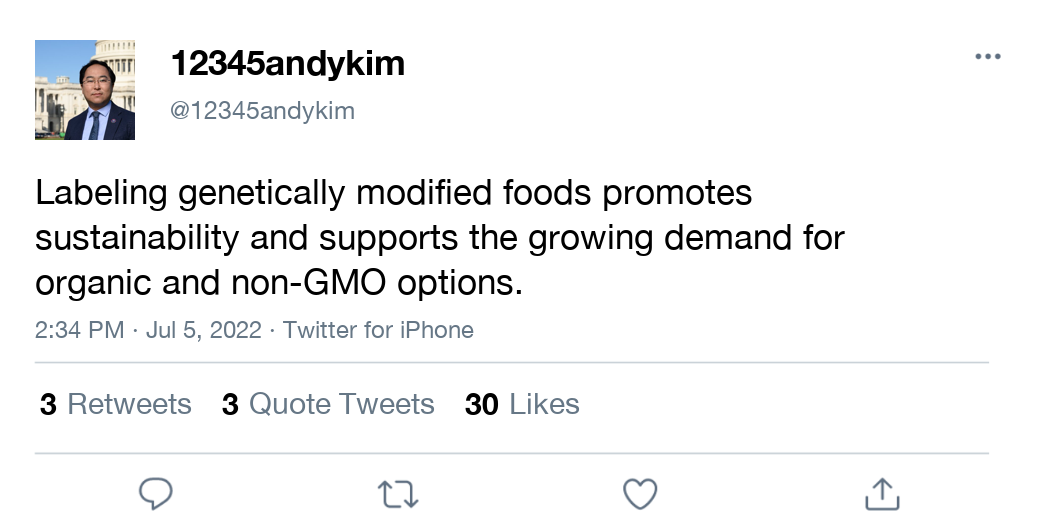 12345andykim
@12345andykim
Labeling genetically modified foods promotes
sustainability and supports the growing demand for
organic and non-GMO options.
2:34 PM · Jul 5, 2022 · Twitter for iPhone
3 Retweets 3 Quote Tweets 30 Likes